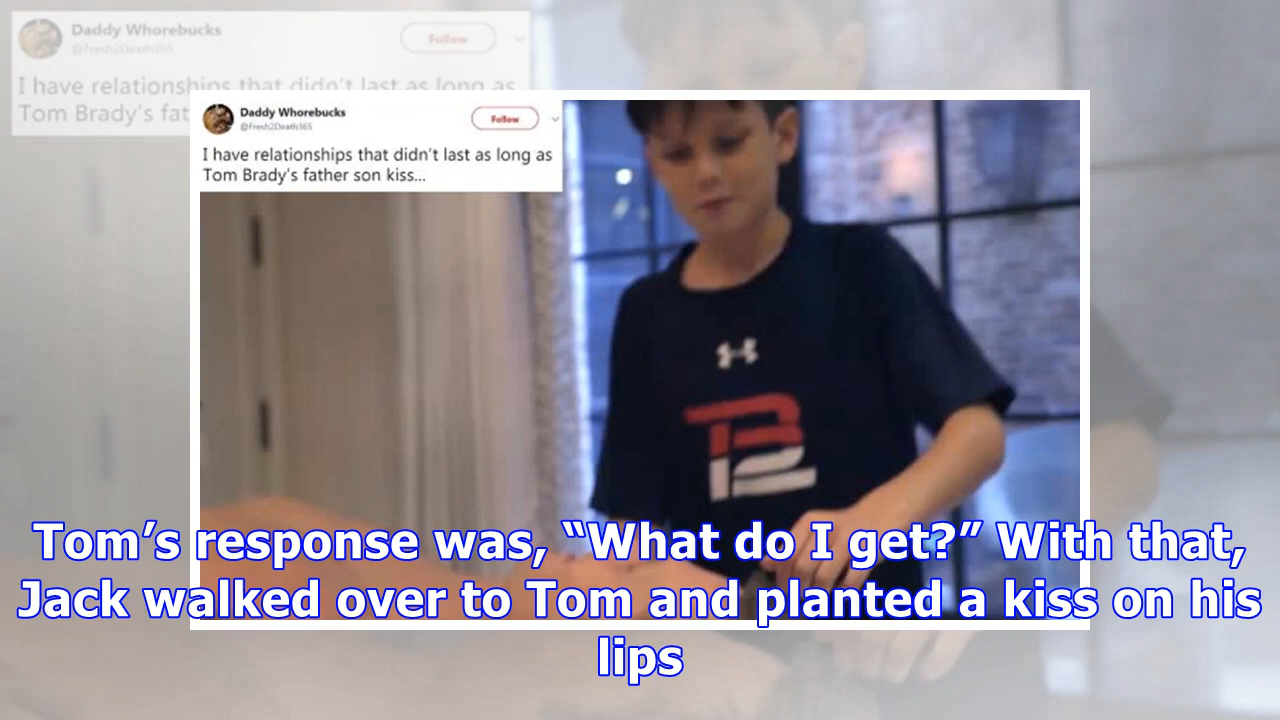 Daddy Whorebucks
@Fresh2Death365
Follow
I have relationships that didn't last as long as
Tom Brady's fat
Daddy Whorebucks
@Fresh2Death365
Follow
I have relationships that didn't last as long as
Tom Brady's father son kiss...
TB
12
Tom’s response was, “What do I get?” With that,
Jack walked over to Tom and planted a kiss on his
lips